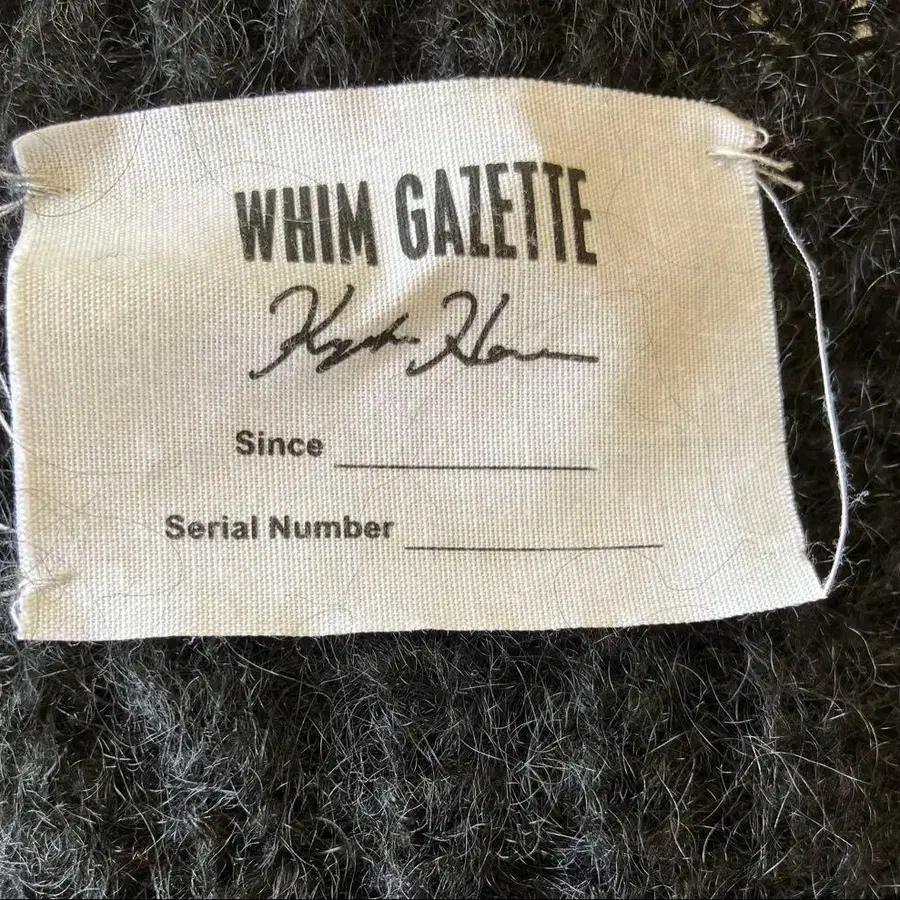 WHIM GAZETTE
Since
Serial Number